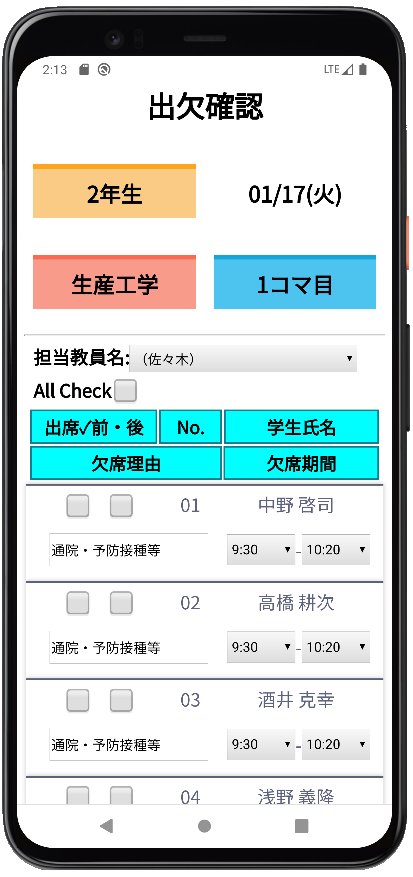 2:13 LTE
出欠確認
2年生 01/17(火)
生産工学 1コマ目
担当教員名: (佐々木)
All Check
出席✓前・後 No. 学生氏名
欠席理由 欠席期間
01 中野 啓司
通院・予防接種等 9:30 - 10:20
02 高橋 耕次
通院・予防接種等 9:30 - 10:20
03 酒井 克幸
通院・予防接種等 9:30 - 10:20
04 浅野 義隆